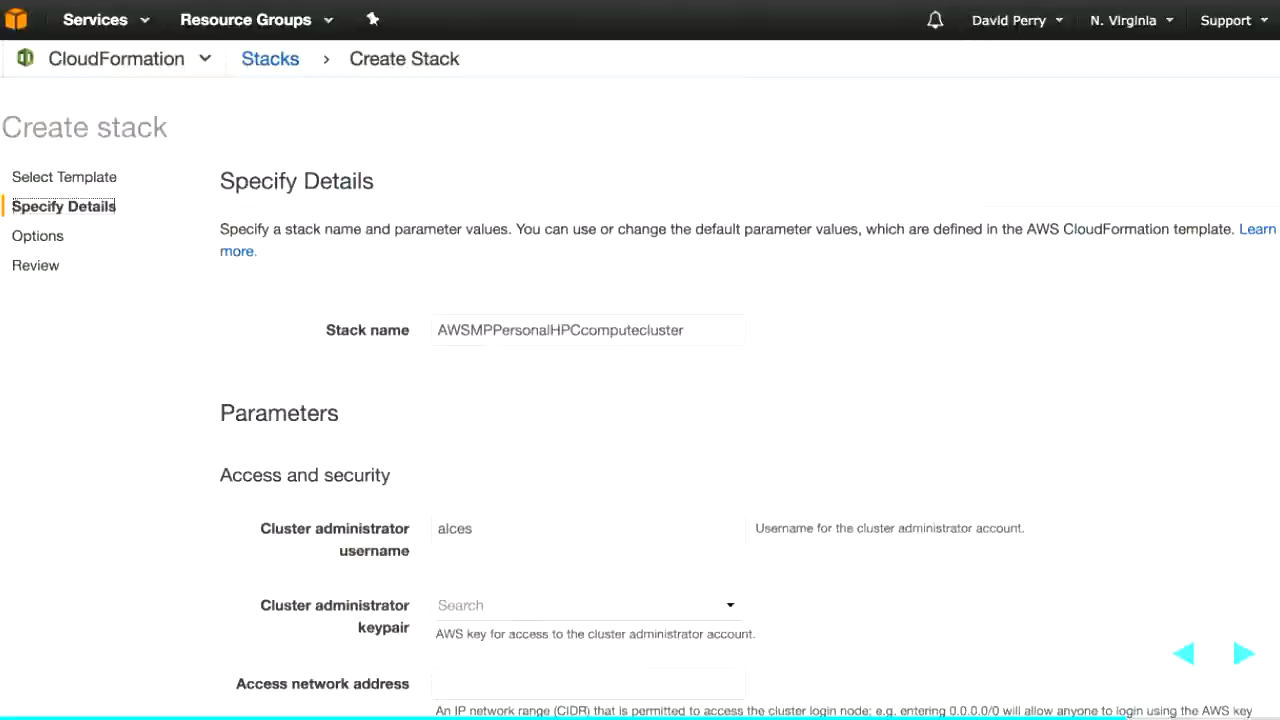 Services Resource Groups David Perry N. Virginia Support
CloudFormation Stacks › Create Stack
Create stack
Select Template
Specify Details
Options
Review
Specify Details
Specify a stack name and parameter values. You can use or change the default parameter values, which are defined in the AWS CloudFormation template. Learn
more.
Stack name AWSMPPersonalHPCcomputecluster
Parameters
Access and security
Cluster administrator
username
alces
Username for the cluster administrator account.
Cluster administrator
keypair
Search
AWS key for access to the cluster administrator account.
Access network address
An IP network range (CIDR) that is permitted to access the cluster login node; e.g. entering 0.0.0.0/0 will allow anyone to login using the AWS key